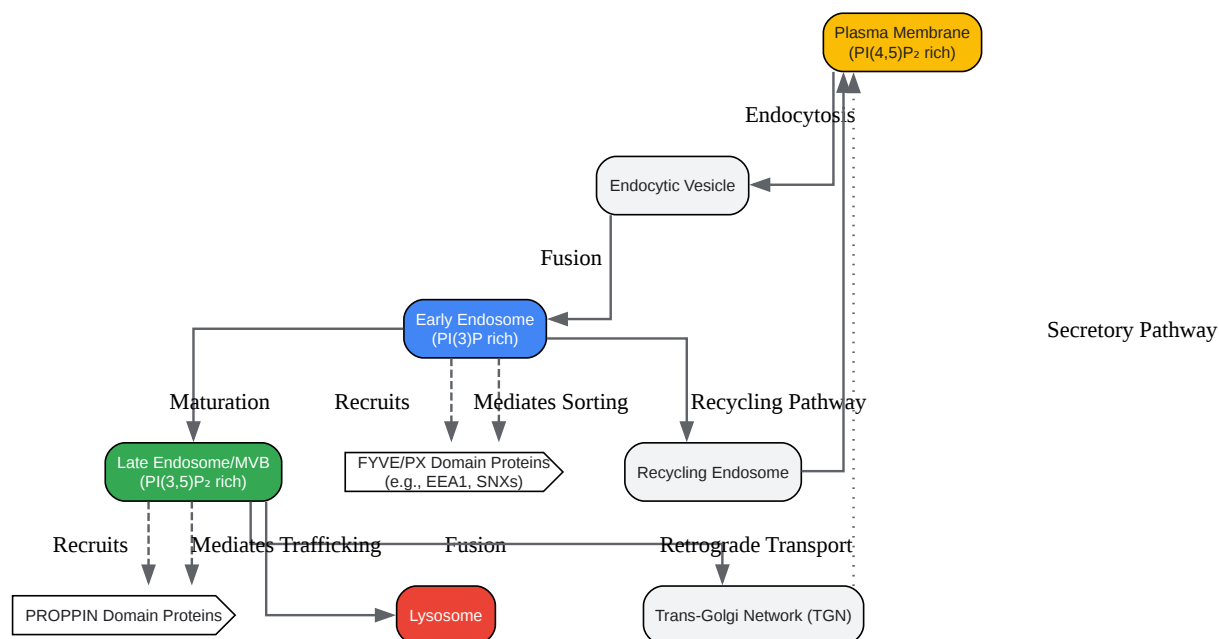 Plasma Membrane
(PI(4,5)P₂ rich)
Endocytosis
Endocytic Vesicle
Fusion
Early Endosome
(PI(3)P rich)
Secretory Pathway
Maturation
Recruits
Mediates Sorting
Recycling Pathway
Late Endosome/MVB
(PI(3,5)P₂ rich)
FYVE/PX Domain Proteins
(e.g., EEA1, SNXs)
Recycling Endosome
Recruits
Mediates Trafficking
Fusion
Retrograde Transport
PROPPIN Domain Proteins
Lysosome
Trans-Golgi Network (TGN)